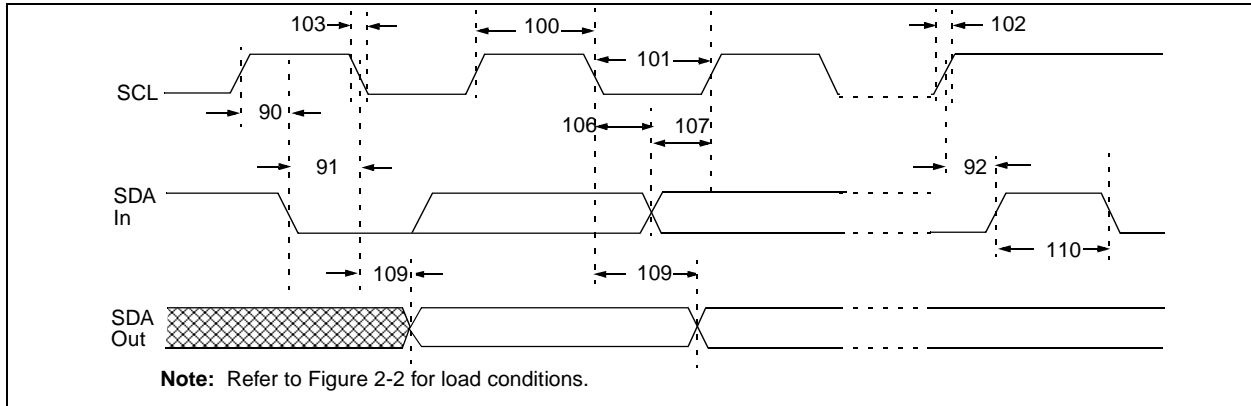 103
100
102
101
SCL
90
106
107
91
92
SDA
In
110
109
109
SDA
Out
Note: Refer to Figure 2-2 for load conditions.